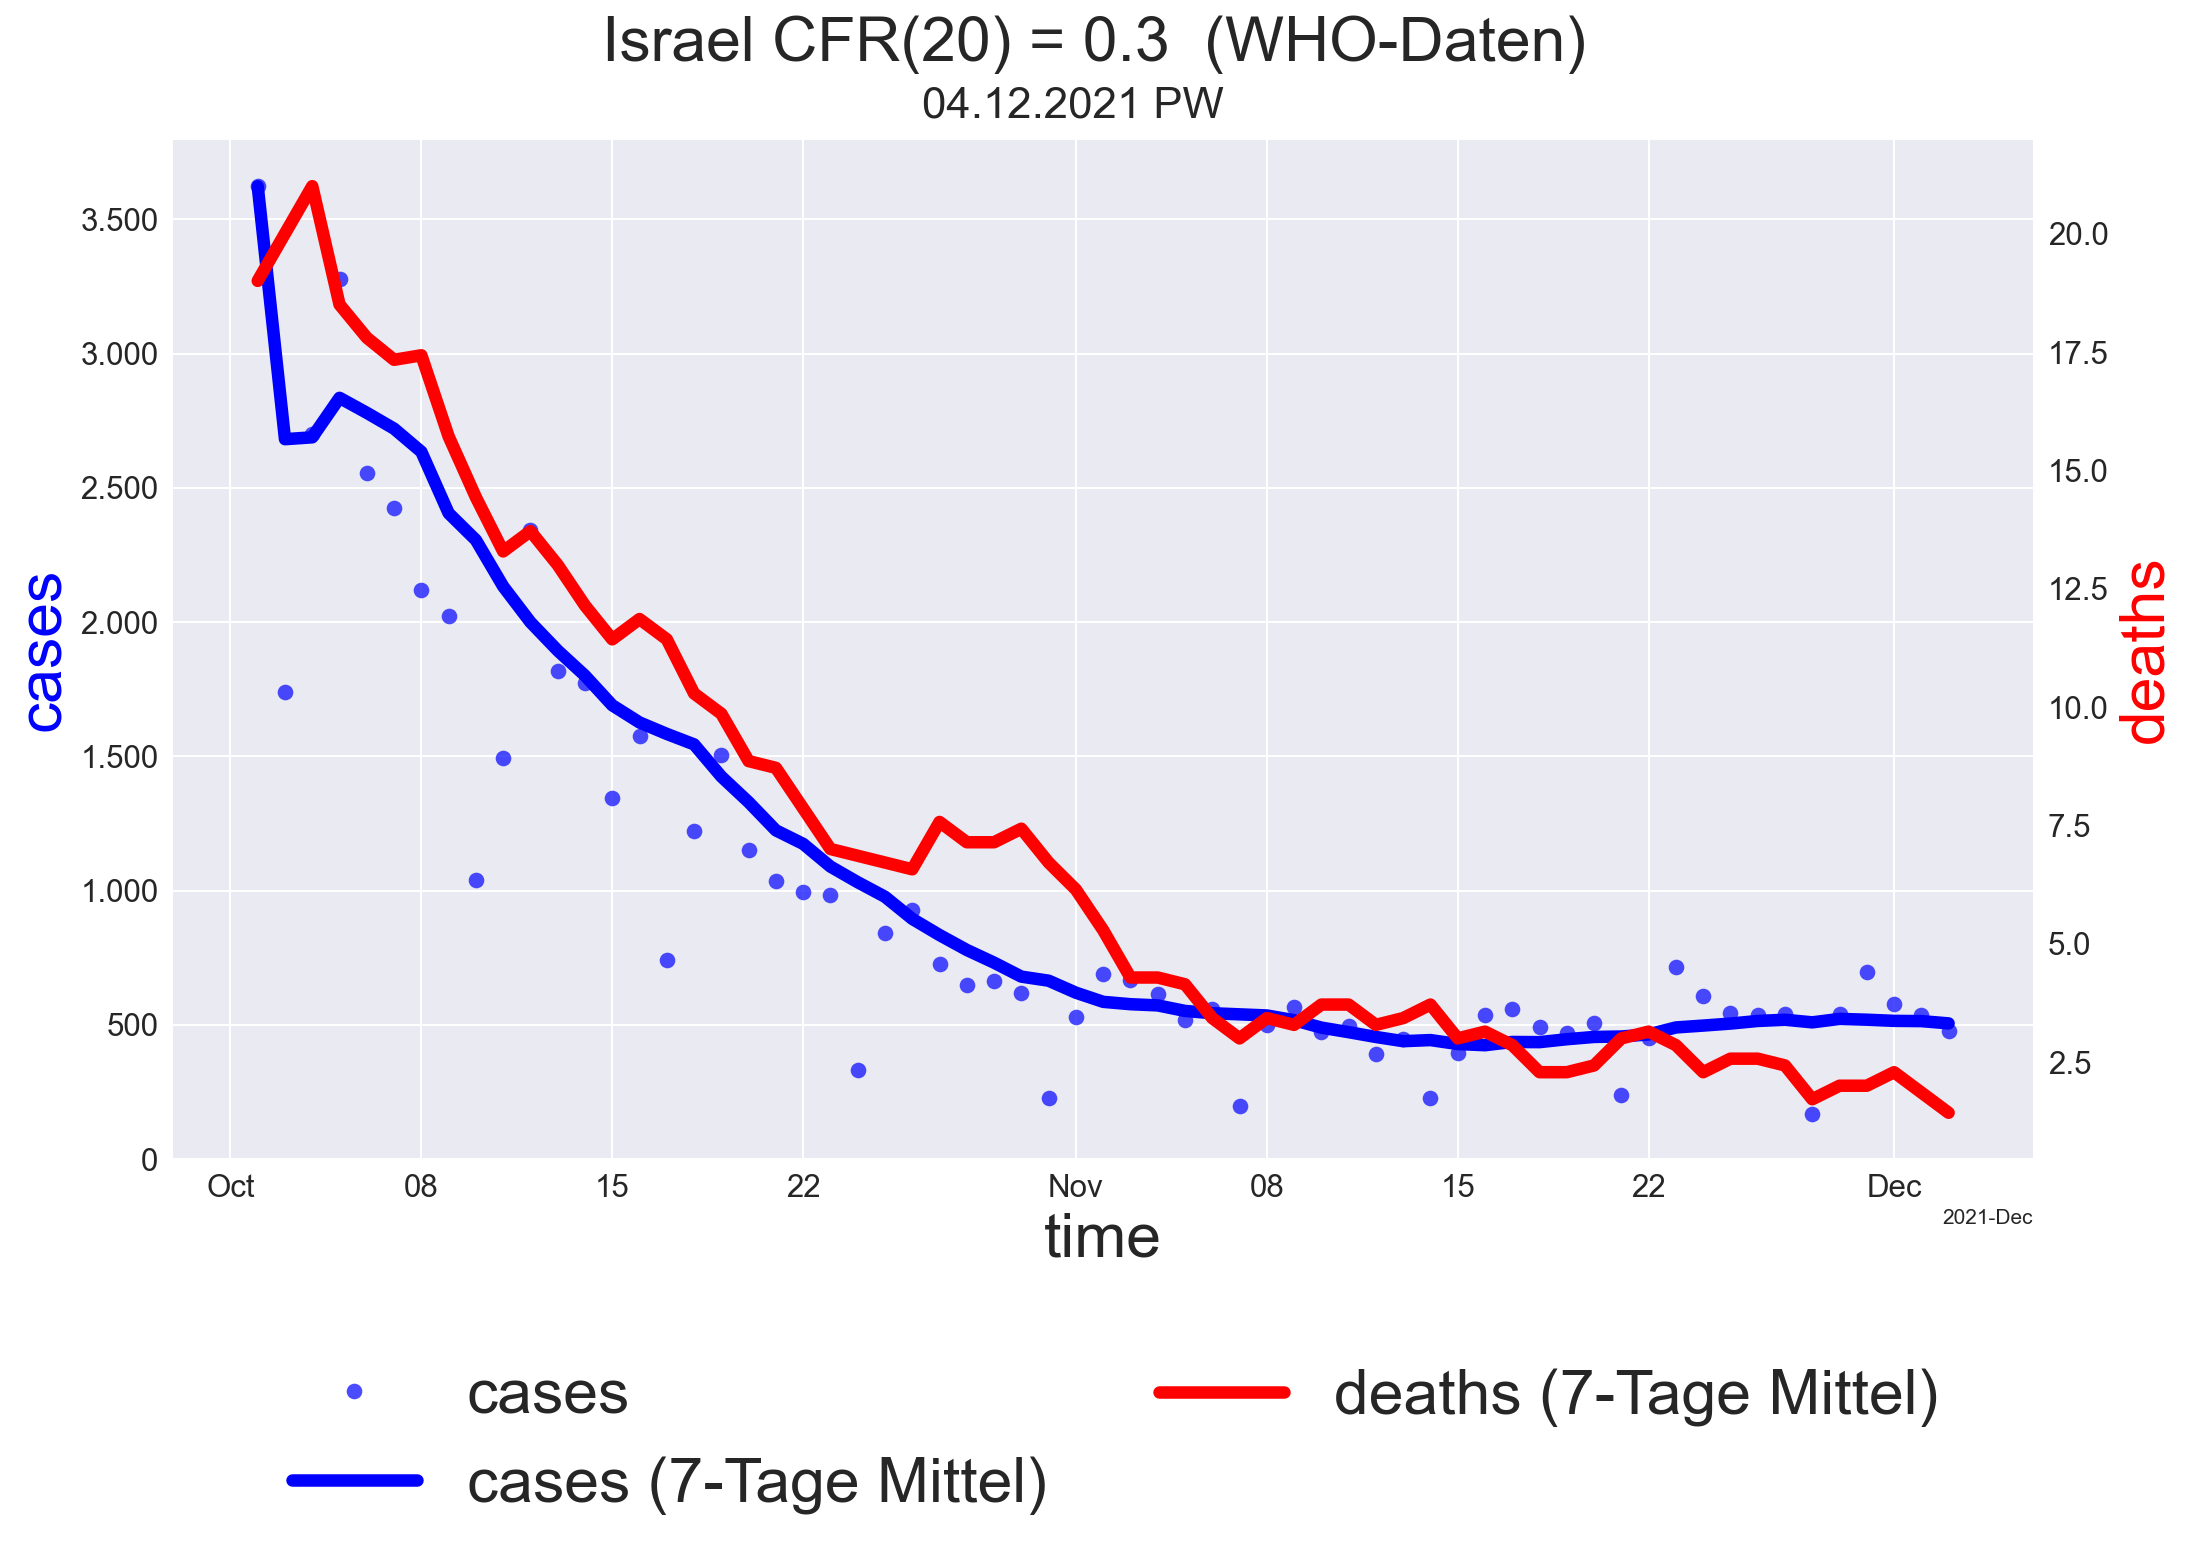 Israel CFR(20) = 0.3  (WHO-Daten)
04.12.2021 PW
cases
3.500
3.000
2.500
2.000
1.500
1.000
500
0
20.0
17.5
15.0
12.5
10.0
7.5
5.0
2.5
deaths
Oct 08 15 22 Nov 08 15 22 Dec
2021-Dec
time
cases
cases (7-Tage Mittel)
deaths (7-Tage Mittel)